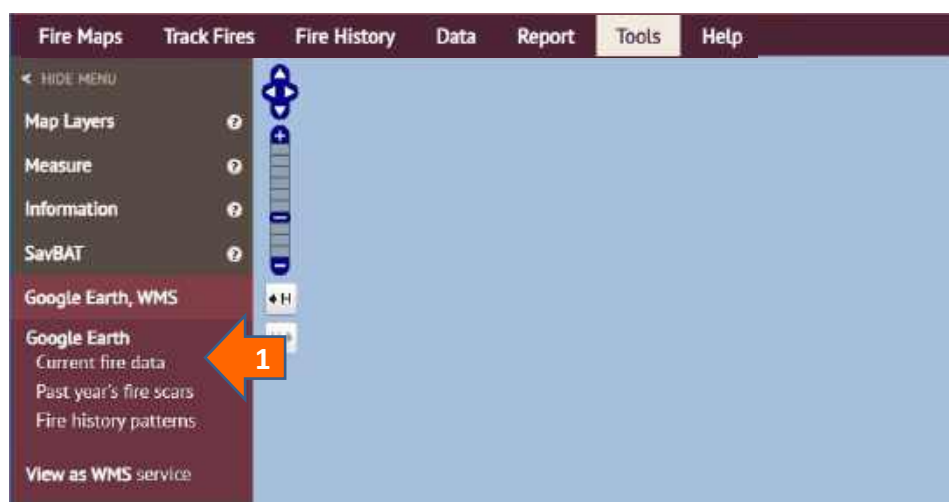 Fire Maps Track Fires Fire History Data Report Tools Help
< HIDE MENU
Map Layers ?
Measure ?
Information ?
SavBAT ?
Google Earth, WMS
H
Google Earth
Current fire data
1
Past year's fire scars
Fire history patterns
View as WMS service